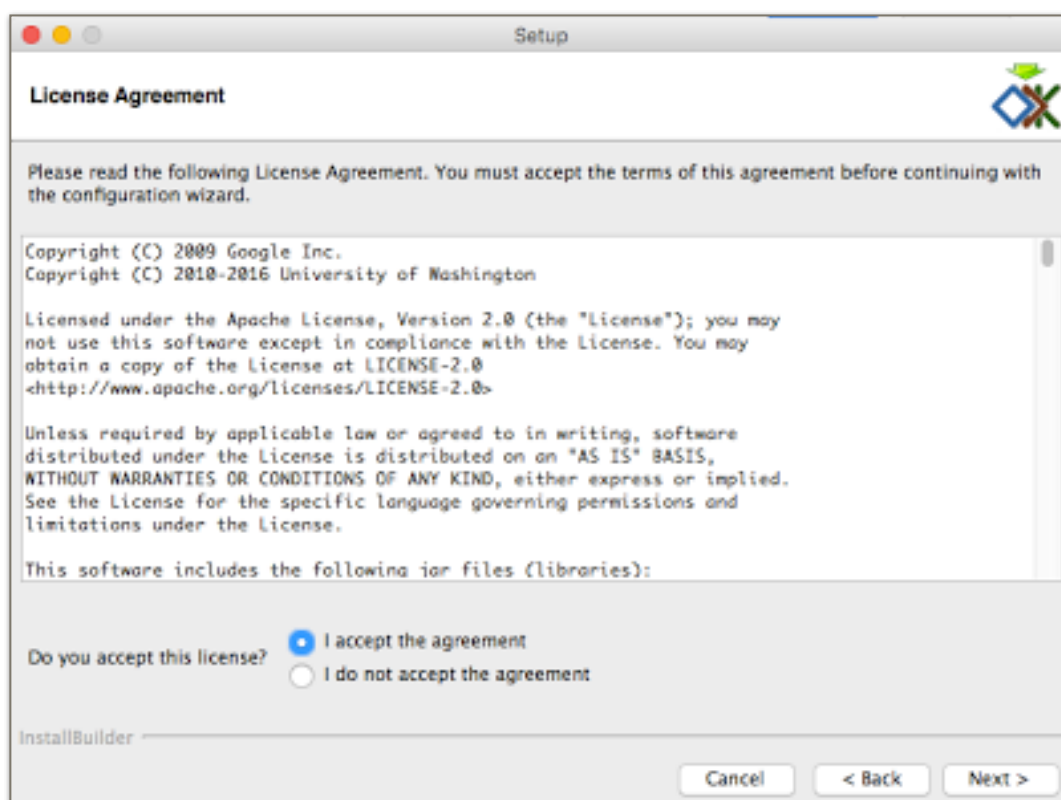 Setup
License Agreement
Please read the following License Agreement. You must accept the terms of this agreement before continuing with
the configuration wizard.
Copyright (C) 2009 Google Inc.
Copyright (C) 2010-2016 University of Washington
Licensed under the Apache License, Version 2.0 (the "License"); you may
not use this software except in compliance with the License. You may
obtain a copy of the License at LICENSE-2.0
<http://www.apache.org/licenses/LICENSE-2.0>
Unless required by applicable law or agreed to in writing, software
distributed under the License is distributed on an "AS IS" BASIS,
WITHOUT WARRANTIES OR CONDITIONS OF ANY KIND, either express or implied.
See the License for the specific language governing permissions and
limitations under the License.
This software includes the following jar files (libraries):
Do you accept this license?
I accept the agreement
I do not accept the agreement
InstallBuilder
Cancel
< Back
Next >